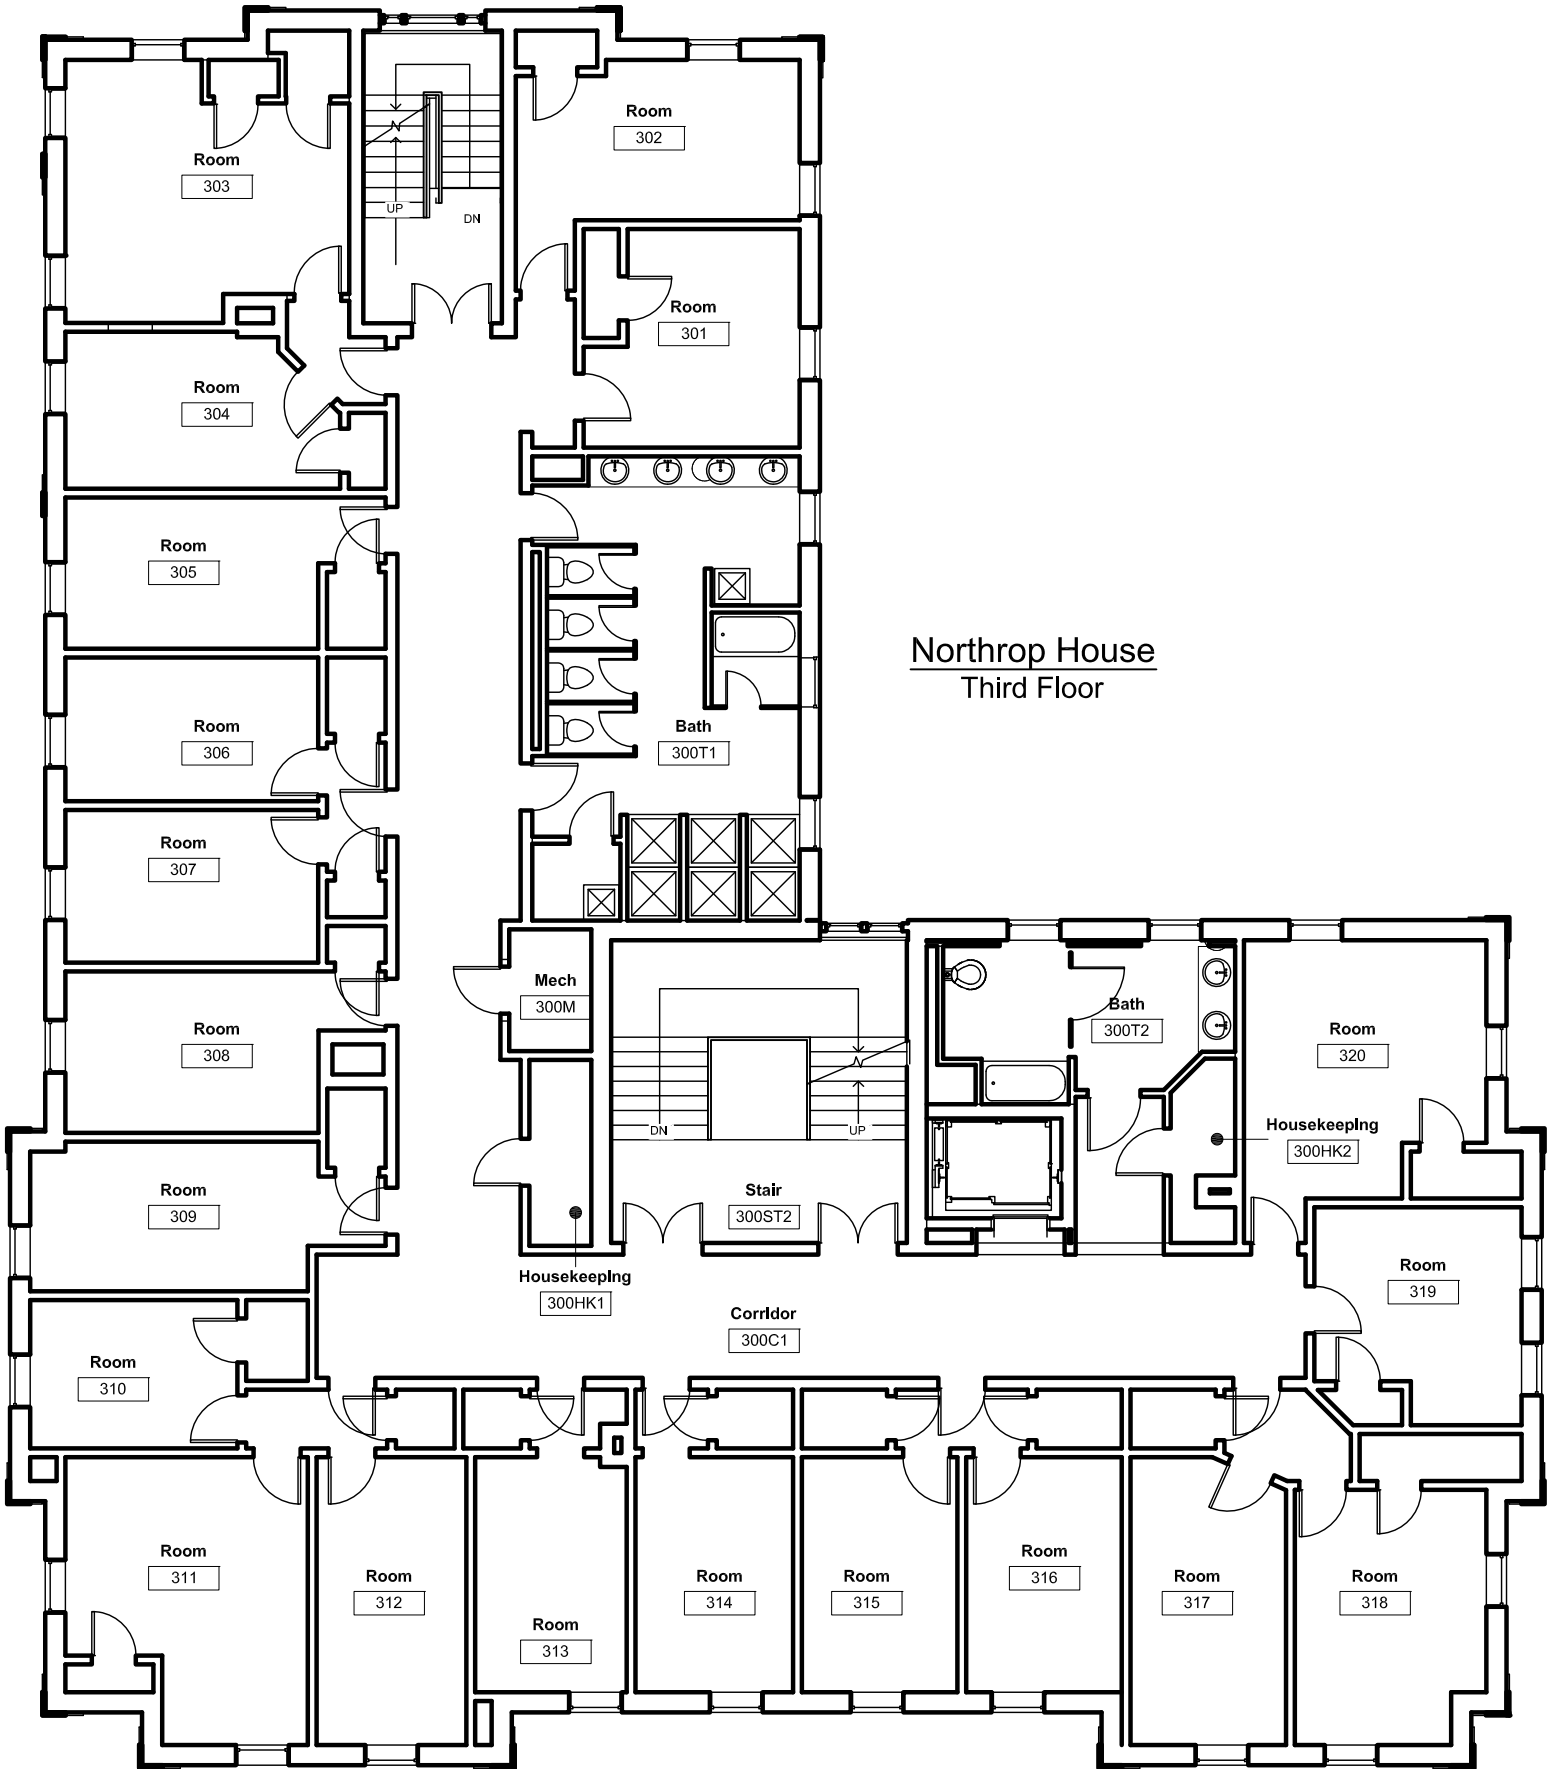 Room
302
Room
303
UP
DN
Room
301
Room
304
Room
305
Northrop House
Third Floor
Room
306
Bath
300T1
Room
307
Mech
300M
Bath
300T2
Room
308
Room
320
DN
UP
Housekeeping
300HK2
Room
309
Stair
300ST2
Room
319
Housekeeping
300HK1
Corridor
300C1
Room
310
Room
311
Room
312
Room
313
Room
314
Room
315
Room
316
Room
317
Room
318